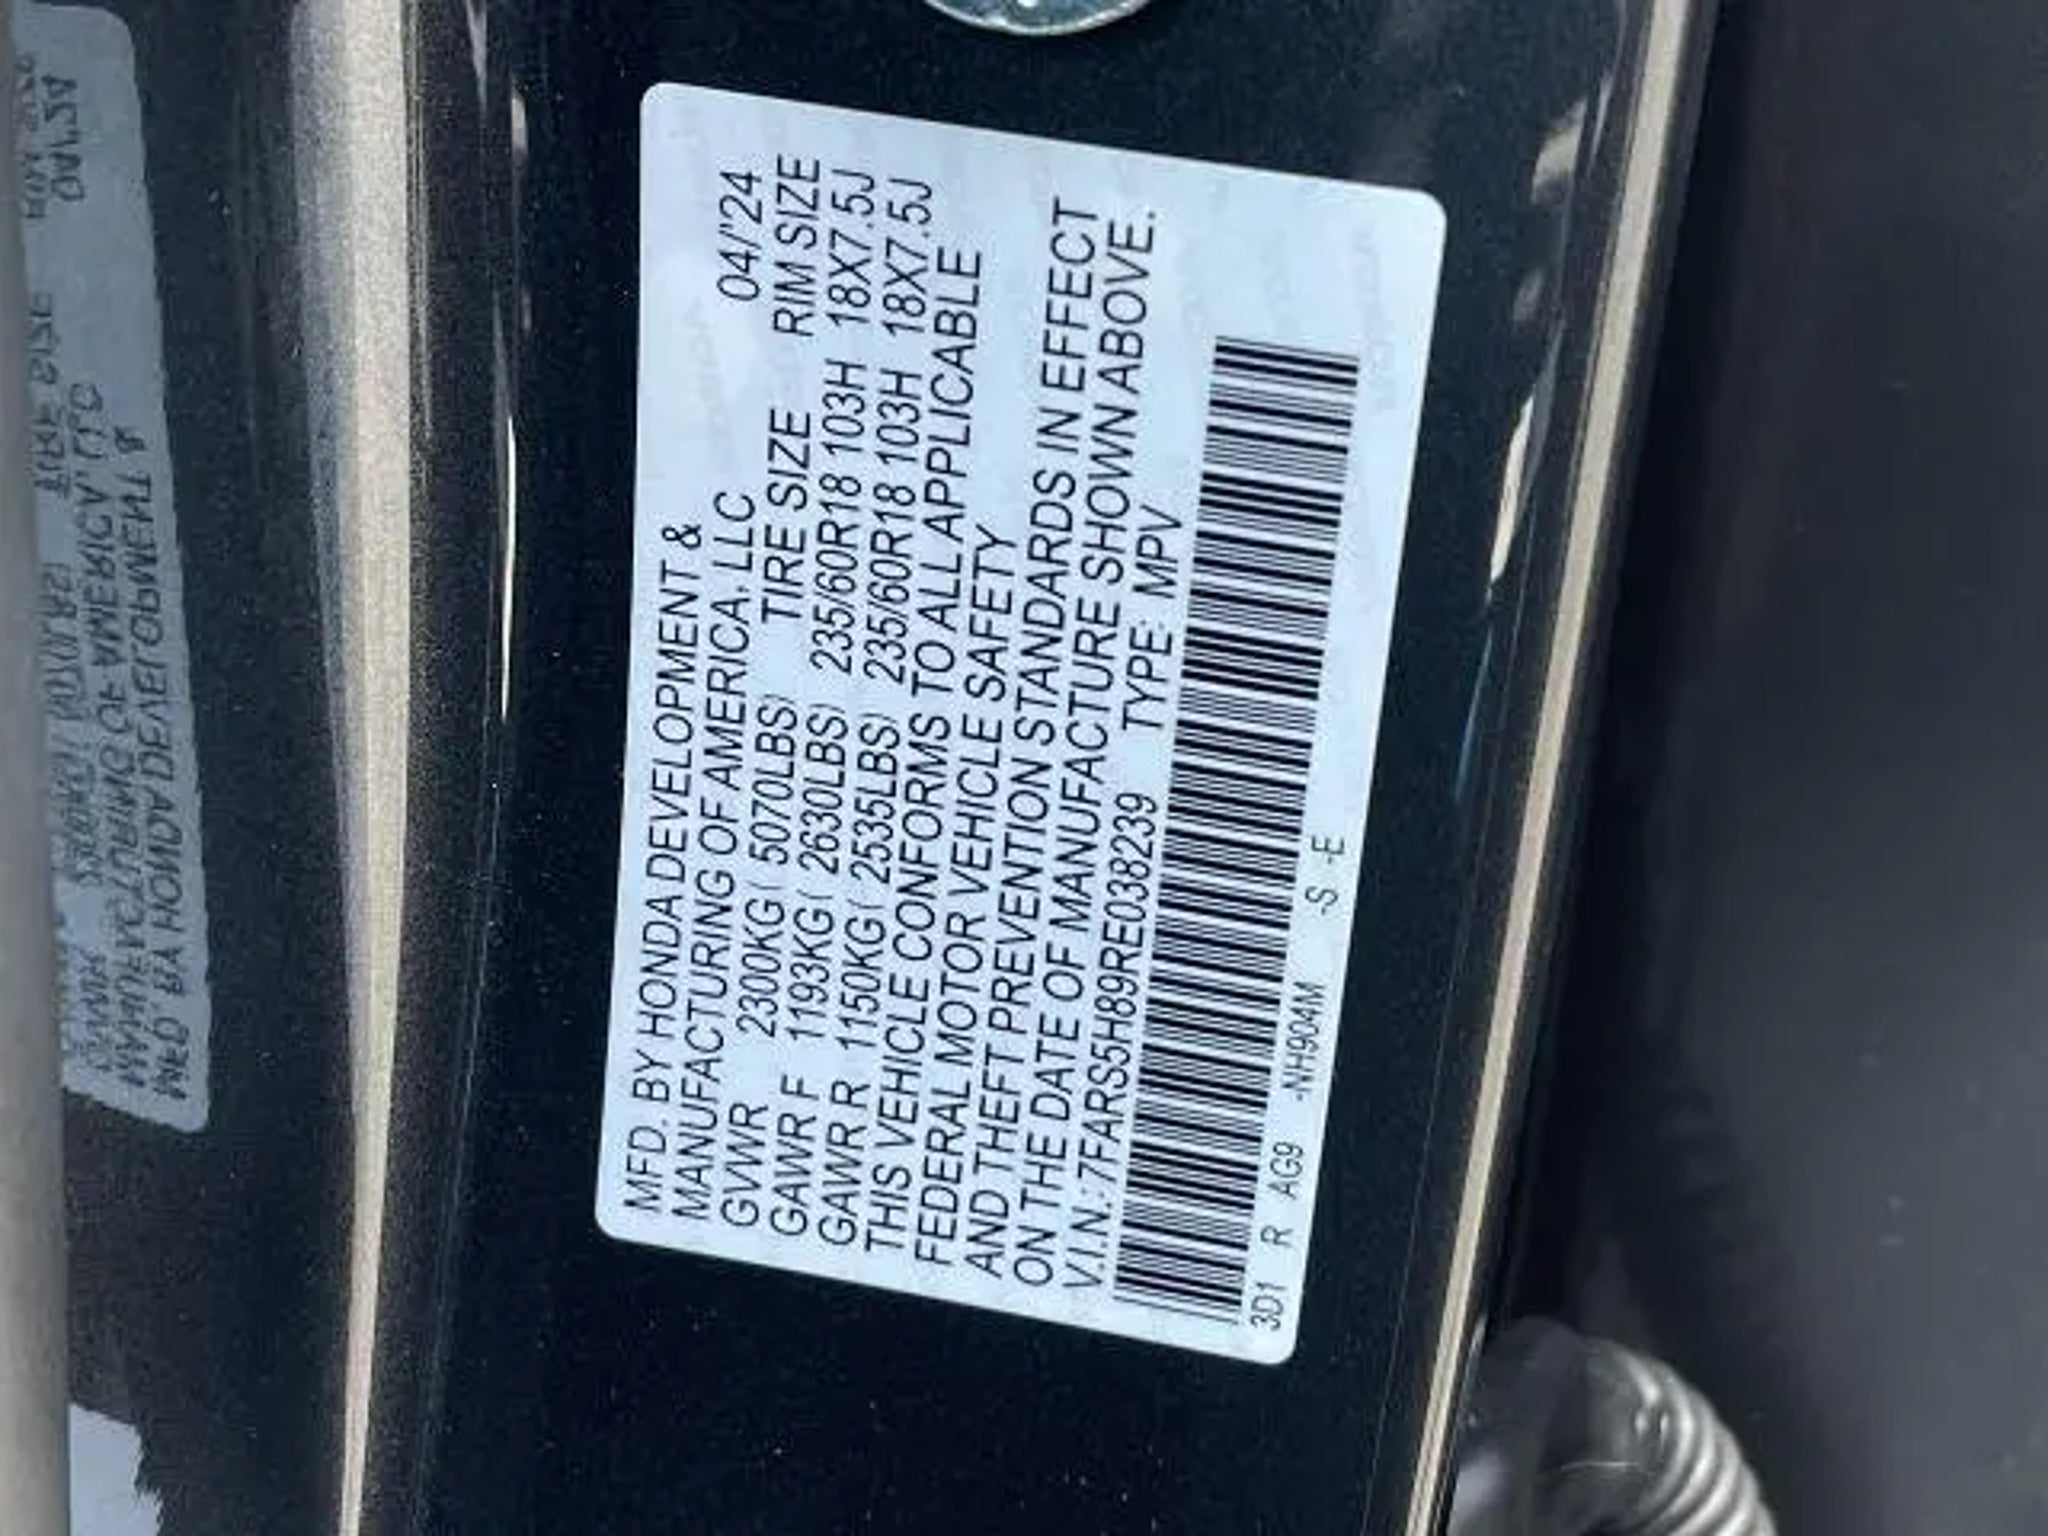 MFD. BY HONDA DEVELOPMENT &
MANUFACTURING OF AMERICA, LLC 04/'24
GVWR 2300KG( 5070LBS) TIRE SIZE RIM SIZE
GAWR F 1193KG( 2630LBS) 235/60R18 103H 18X7.5J
GAWR R 1150KG( 2535LBS) 235/60R18 103H 18X7.5J
THIS VEHICLE CONFORMS TO ALL APPLICABLE
FEDERAL MOTOR VEHICLE SAFETY
AND THEFT PREVENTION STANDARDS IN EFFECT
ON THE DATE OF MANUFACTURE SHOWN ABOVE.
V.I.N.: 7FARS5H89RE038239 TYPE: MPV
3D1 R AG9 -NH904M -S -E